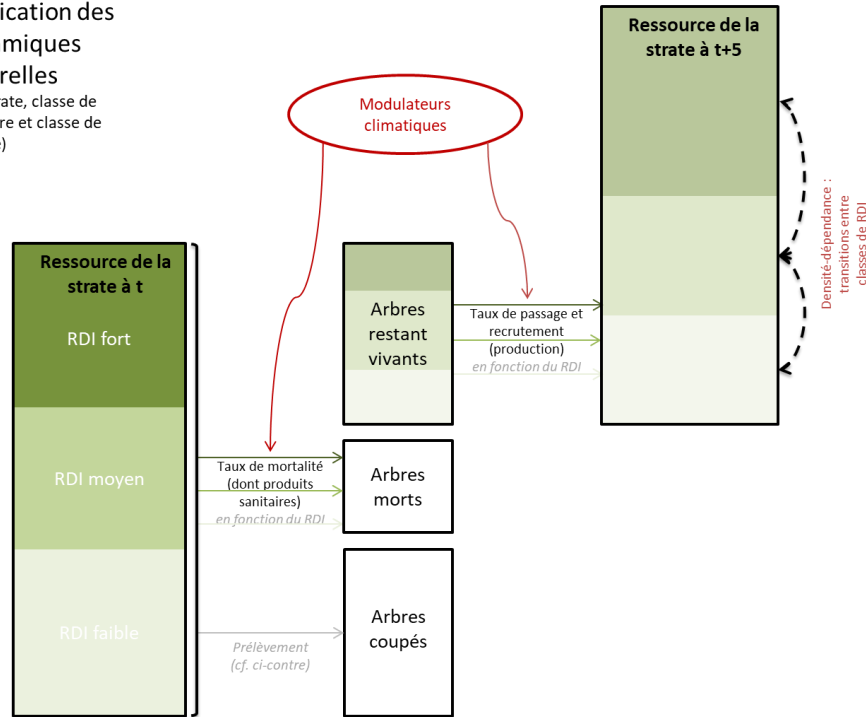 ication des
amiques
relles
rate, classe de
re et classe de
)
Modulateurs
climatiques
Ressource de la
strate à t+5
Densité-dépendance :
transitions entre
classes de RDI
Ressource de la
strate à t
RDI fort
Arbres
restant
vivants
Taux de passage et
recrutement
(production)
en fonction du RDI
RDI moyen
Taux de mortalité
(dont produits
sanitaires)
en fonction du RDI
Arbres
morts
RDI faible
Prélèvement
(cf. ci-contre)
Arbres
coupés